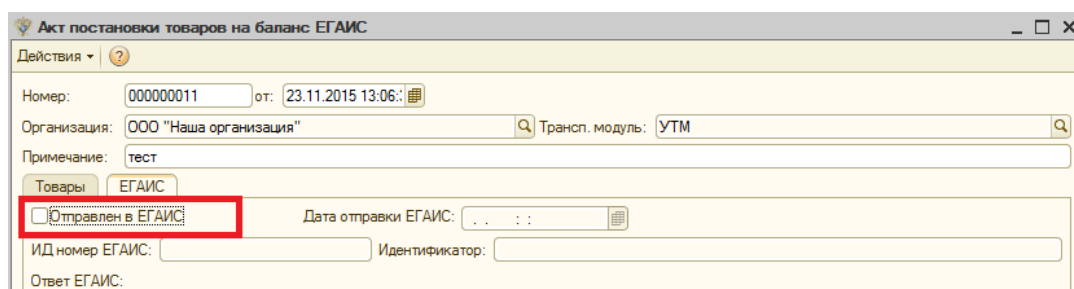 Акт постановки товаров на баланс ЕГАИС
Действия ?
Номер: 000000011 от: 23.11.2015 13:06:
Организация: ООО "Наша организация" Трансп. модуль: УТМ
Примечание: тест
Товары ЕГАИС
Отправлен в ЕГАИС Дата отправки ЕГАИС: . . : :
ИД номер ЕГАИС: Идентификатор:
Ответ ЕГАИС: